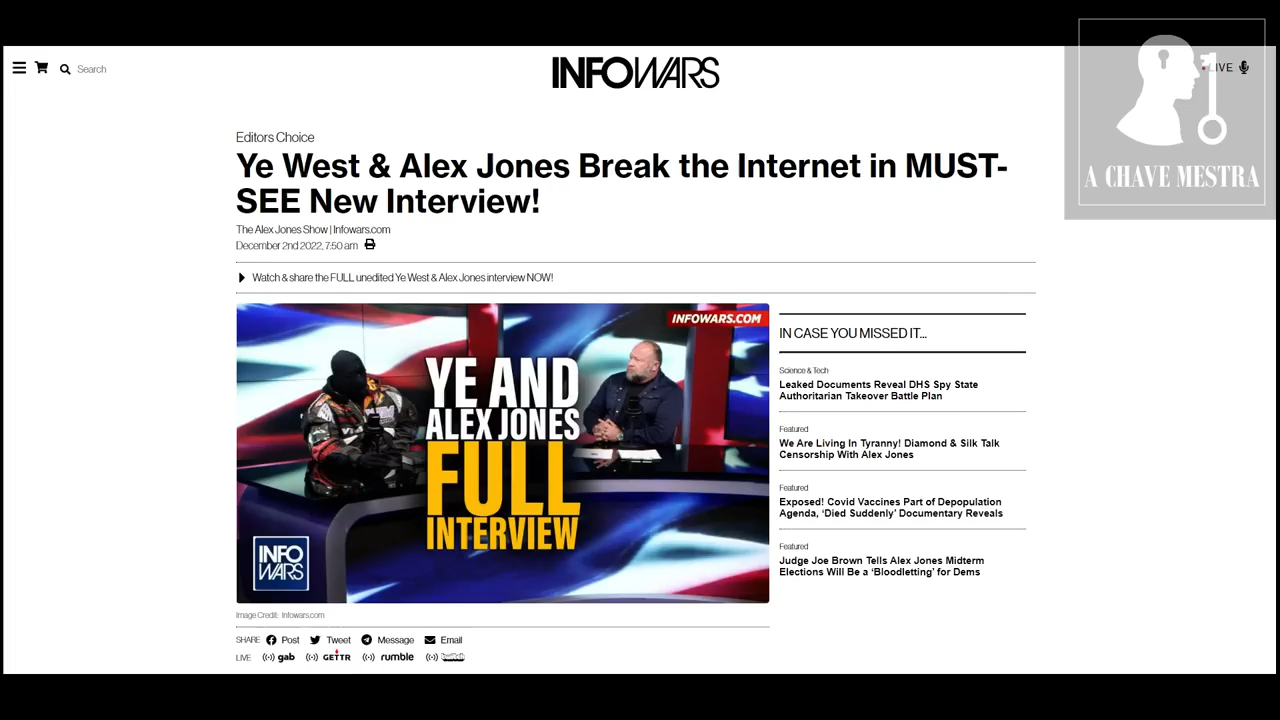 Search
INFOWARS
LIVE
A CHAVE MESTRA
Editors Choice
Ye West & Alex Jones Break the Internet in MUST-
SEE New Interview!
The Alex Jones Show | Infowars.com
December 2nd 2022, 7:50 am
Watch & share the FULL unedited Ye West & Alex Jones interview NOW!
INFOWARS.COM
YE AND
ALEX JONES
FULL
INTERVIEW
INFO
WARS
Image Credit: Infowars.com
SHARE Post Tweet Message Email
LIVE gab GETTR rumble twitch
IN CASE YOU MISSED IT...
Science & Tech
Leaked Documents Reveal DHS Spy State
Authoritarian Takeover Battle Plan
Featured
We Are Living In Tyranny! Diamond & Silk Talk
Censorship With Alex Jones
Featured
Exposed! Covid Vaccines Part of Depopulation
Agenda, ‘Died Suddenly’ Documentary Reveals
Featured
Judge Joe Brown Tells Alex Jones Midterm
Elections Will Be a ‘Bloodletting’ for Dems